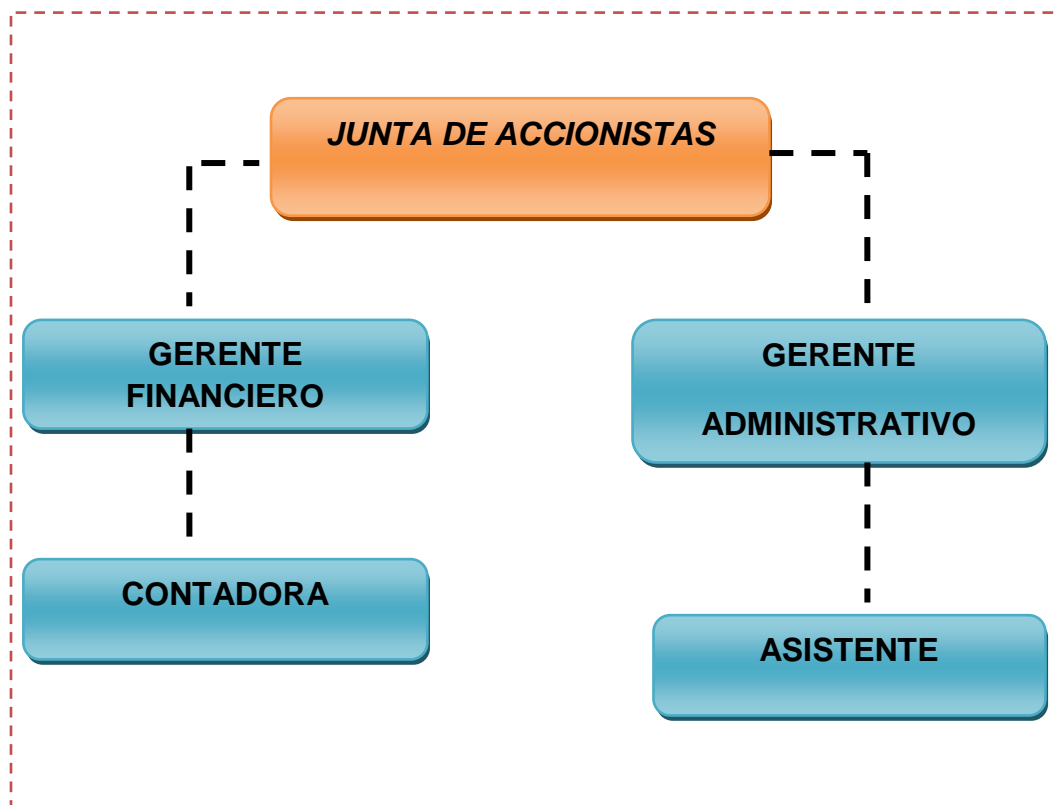 JUNTA DE ACCIONISTAS
GERENTE
FINANCIERO
GERENTE
ADMINISTRATIVO
CONTADORA
ASISTENTE